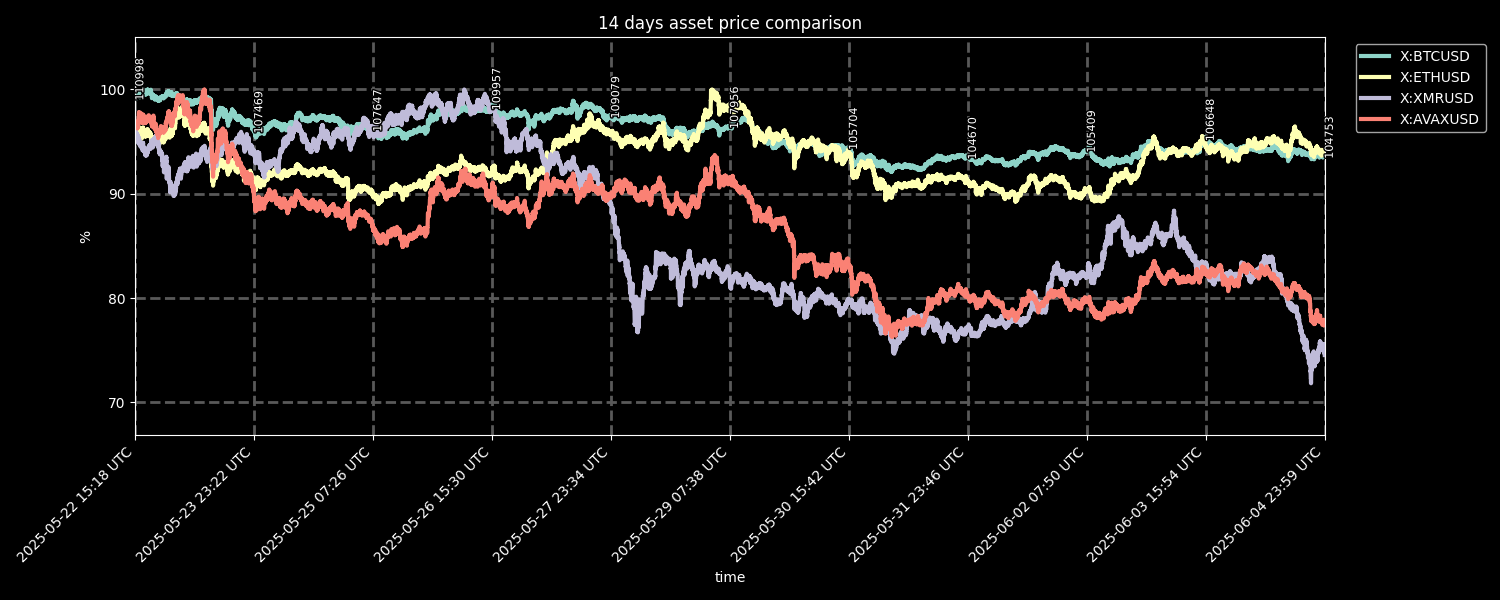 14 days asset price comparison
X:BTCUSD
X:ETHUSD
X:XMRUSD
X:AVAXUSD
100
90
80
70
%
110998
107469
107647
109957
109079
107956
105704
104670
105409
106648
104753
2025-05-22 15:18 UTC
2025-05-23 23:22 UTC
2025-05-25 07:26 UTC
2025-05-26 15:30 UTC
2025-05-27 23:34 UTC
2025-05-29 07:38 UTC
2025-05-30 15:42 UTC
2025-05-31 23:46 UTC
2025-06-02 07:50 UTC
2025-06-03 15:54 UTC
2025-06-04 23:59 UTC
time